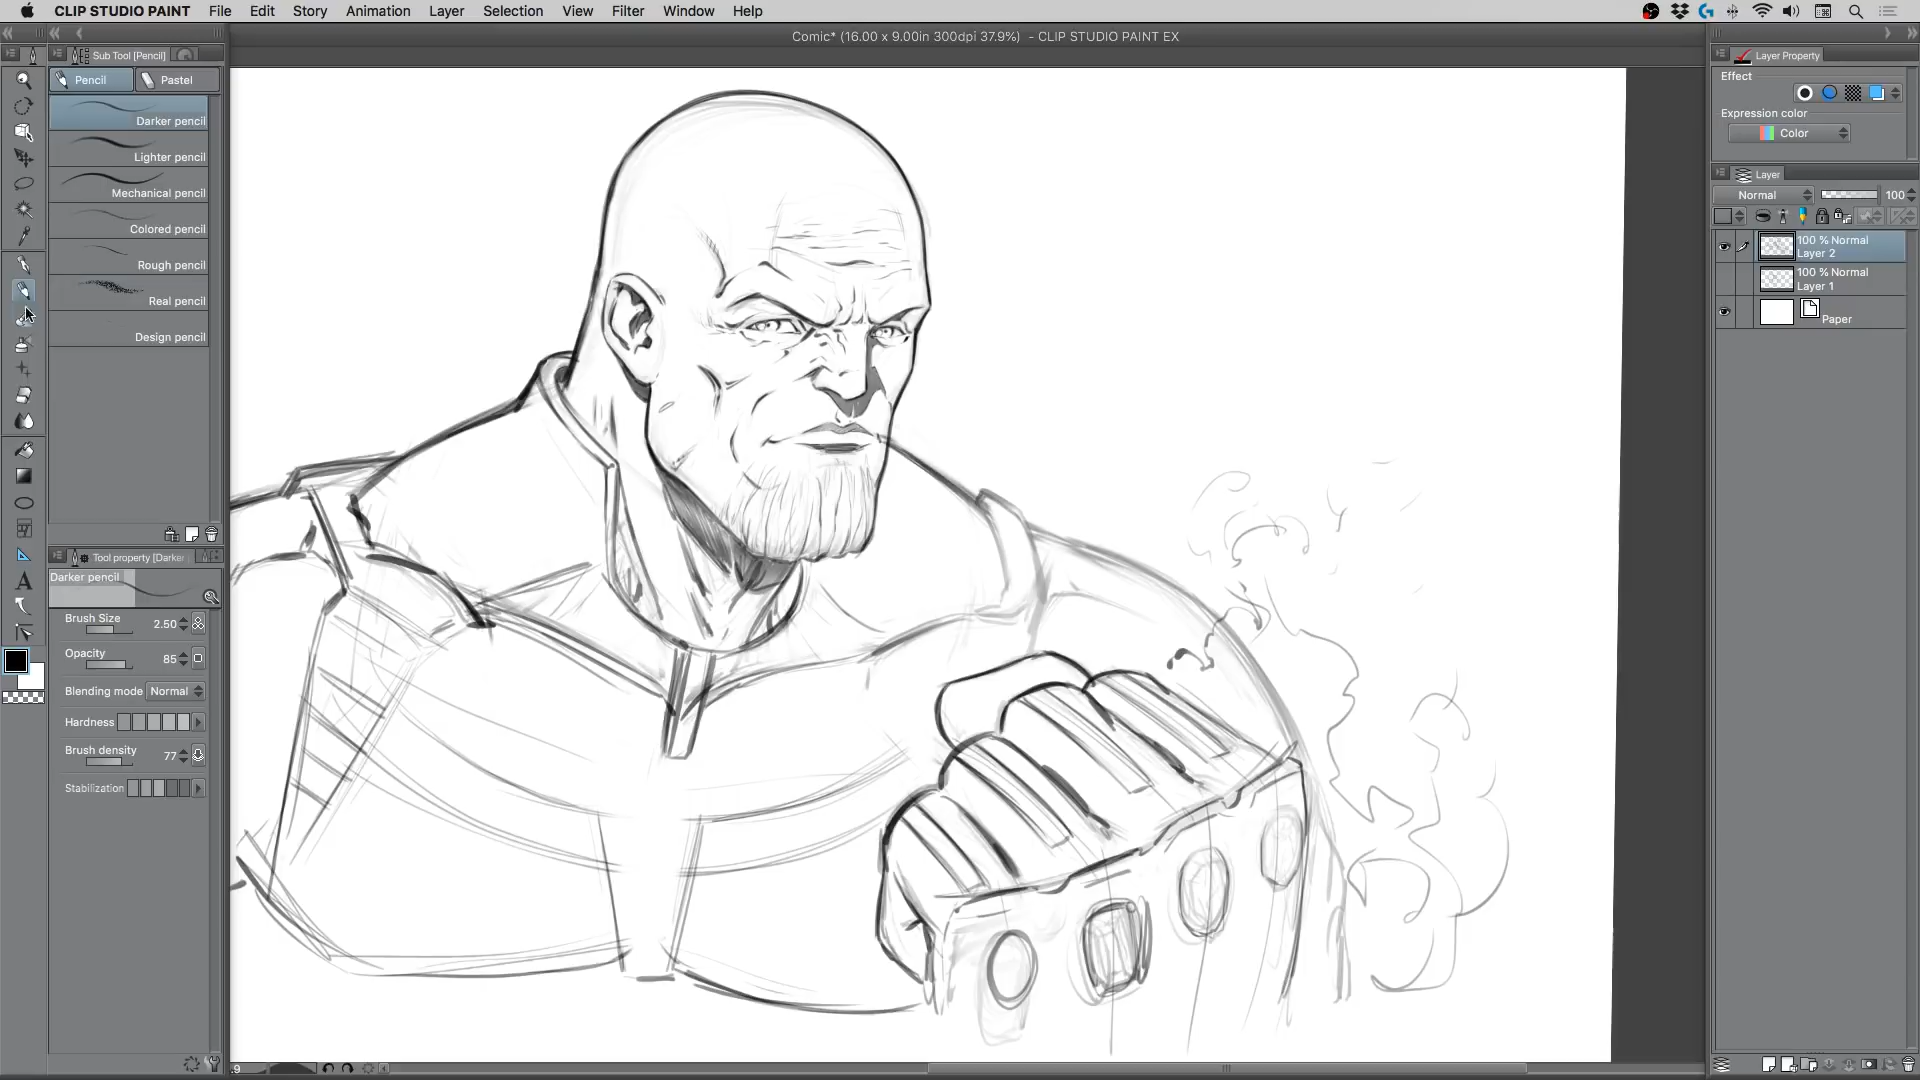 CLIP STUDIO PAINT File Edit Story Animation Layer Selection View Filter Window Help
Comic* (16.00 x 9.00in 300dpi 37.9%) - CLIP STUDIO PAINT EX
Sub Tool [Pencil]
Pencil Pastel
Darker pencil
Lighter pencil
Mechanical pencil
Colored pencil
Rough pencil
Real pencil
Design pencil
Tool property [Darker
Darker pencil
Brush Size 2.50
Opacity 85
Blending mode Normal
Hardness
Brush density 77
Stabilization
.9
Layer Property
Effect
Expression color
Color
Layer
Normal 100
100 % Normal
Layer 2
100 % Normal
Layer 1
Paper